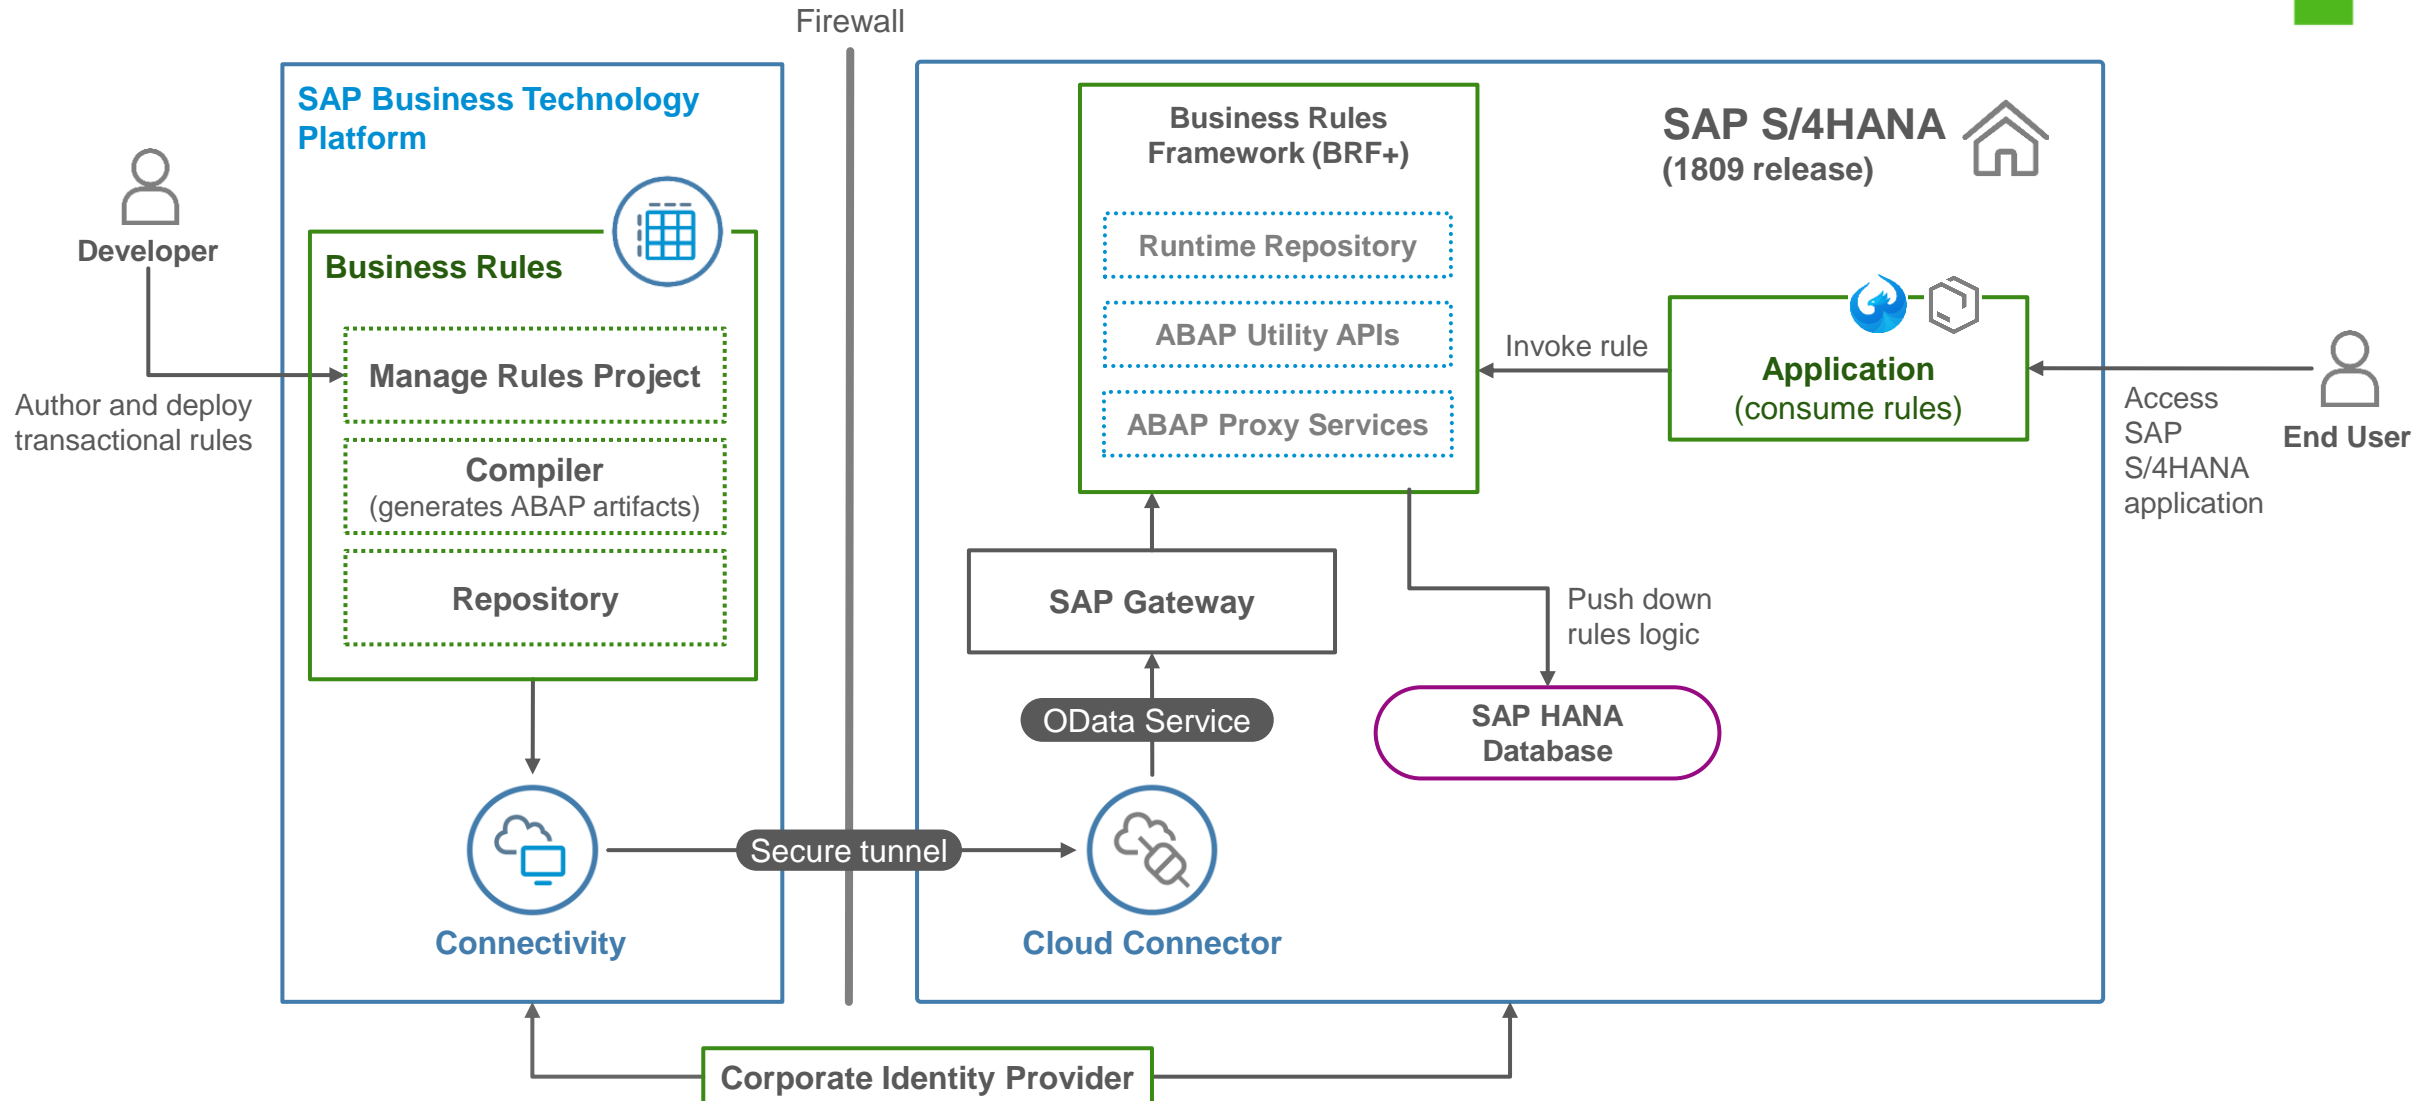 Firewall
SAP Business Technology
Platform
Developer
Author and deploy
transactional rules
Business Rules
Manage Rules Project
Compiler
(generates ABAP artifacts)
Repository
Connectivity
Secure tunnel
Business Rules
Framework (BRF+)
Runtime Repository
ABAP Utility APIs
ABAP Proxy Services
SAP S/4HANA
(1809 release)
Invoke rule
Application
(consume rules)
Access
SAP
S/4HANA
application
End User
SAP Gateway
OData Service
Push down
rules logic
SAP HANA
Database
Cloud Connector
Corporate Identity Provider